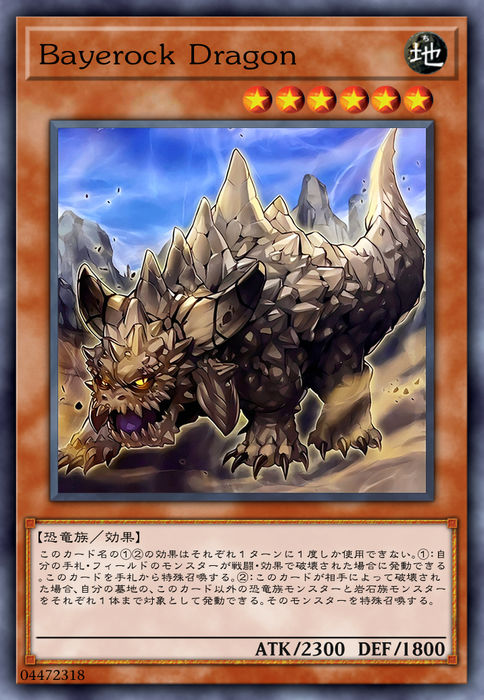 Bayerock Dragon
ち
地
【恐竜族／効果】
このカード名の①②の効果はそれぞれ１ターンに１度しか使用できない。①：自
分の手札・フィールドのモンスターが戦闘・効果で破壊された場合に発動できる
。このカードを手札から特殊召喚する。②：このカードが相手によって破壊され
た場合、自分の墓地の、このカード以外の恐竜族モンスターと岩石族モンスター
をそれぞれ１体まで対象として発動できる。そのモンスターを特殊召喚する。
ATK/2300 DEF/1800
04472318